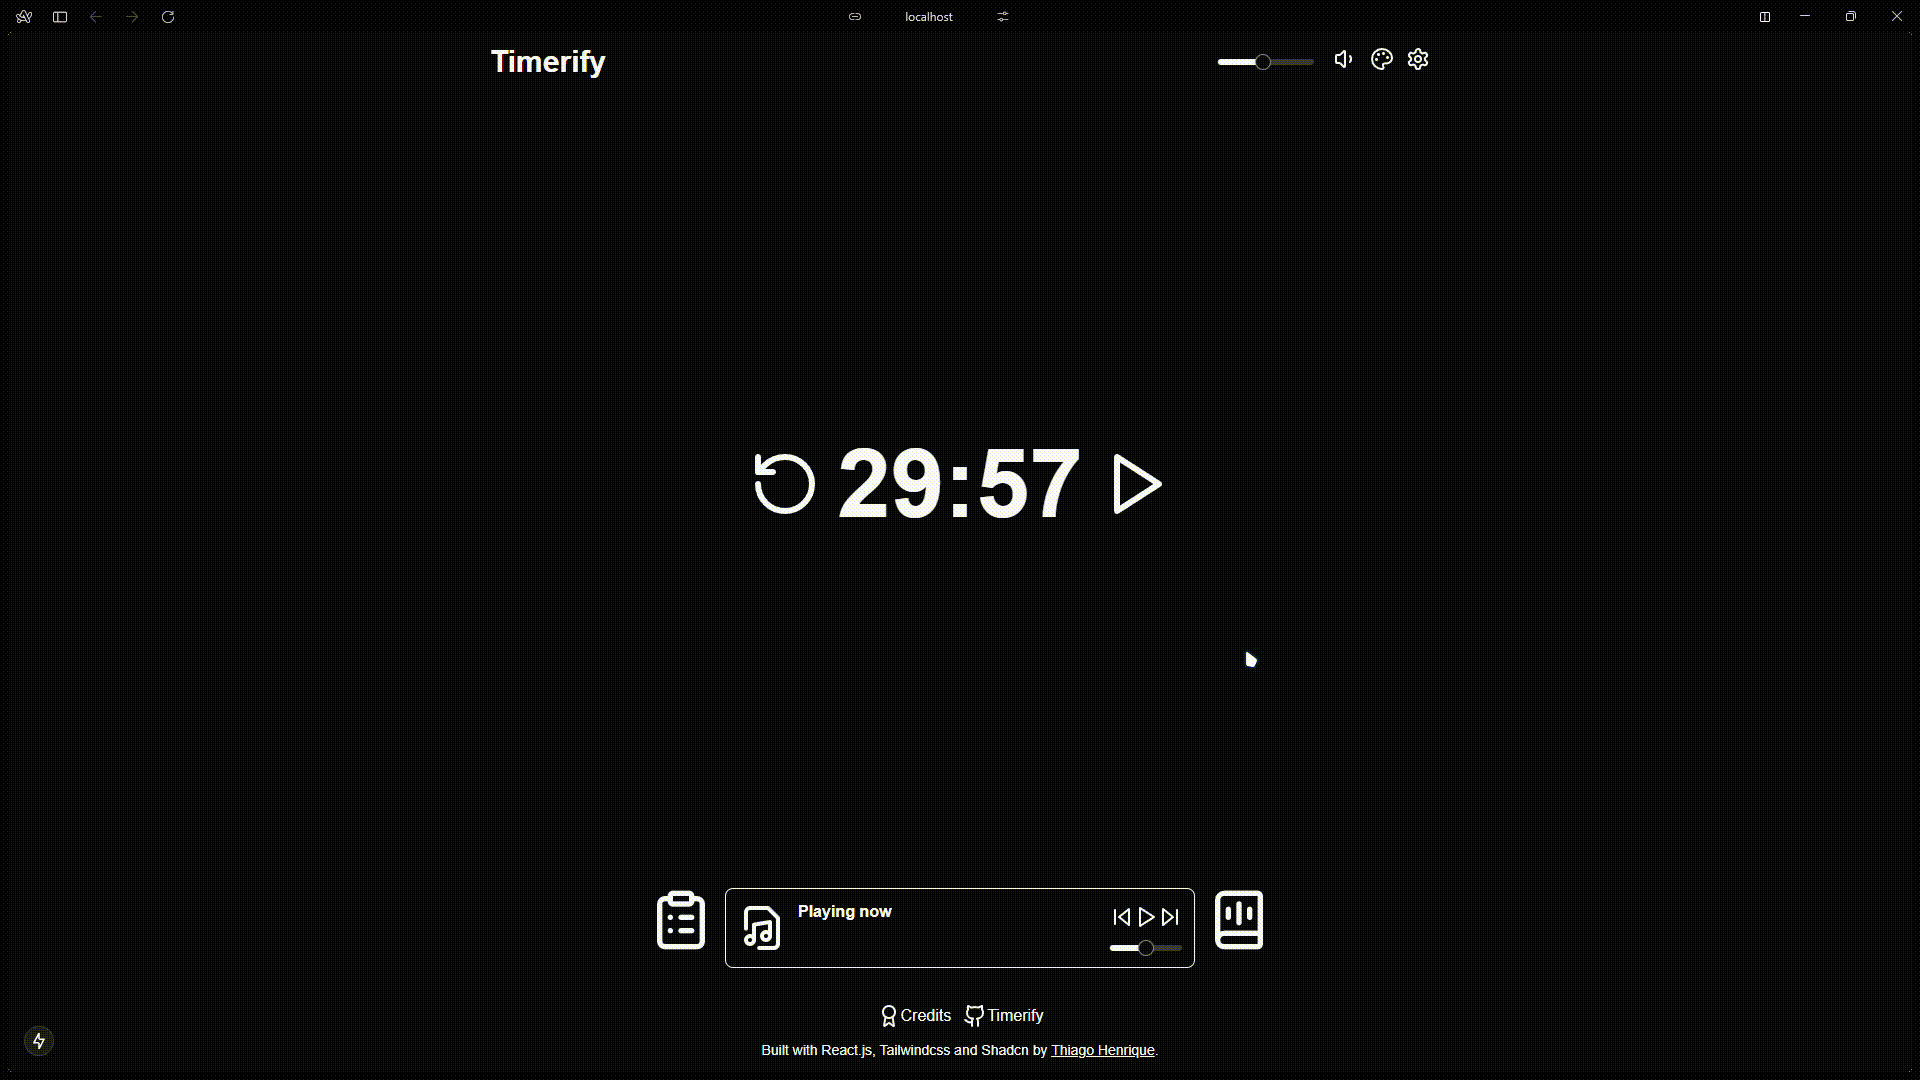 localhost
Timerify
29:57
Playing now
Credits Timerify
Built with React.js, Tailwindcss and Shadcn by Thiago Henrique.